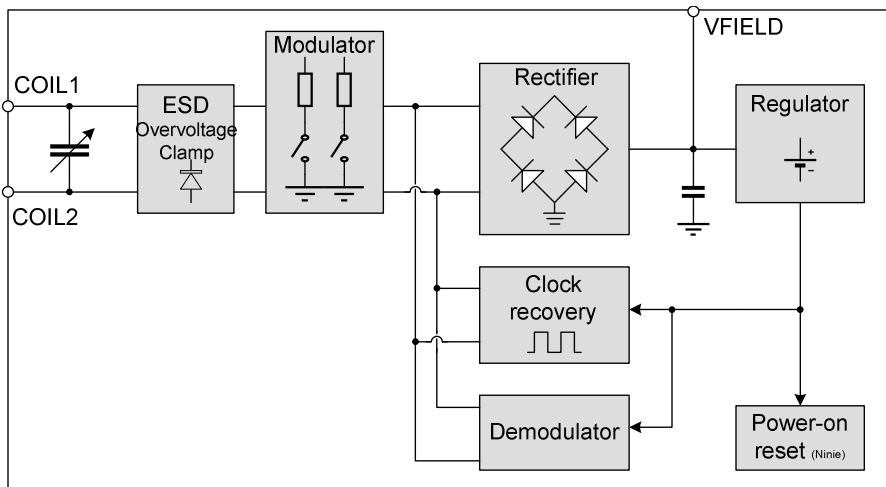 VFIELD
COIL1
COIL2
ESD
Overvoltage
Clamp
Modulator
Rectifier
Regulator
+
-
Clock
recovery
Demodulator
Power-on
reset (Ninie)